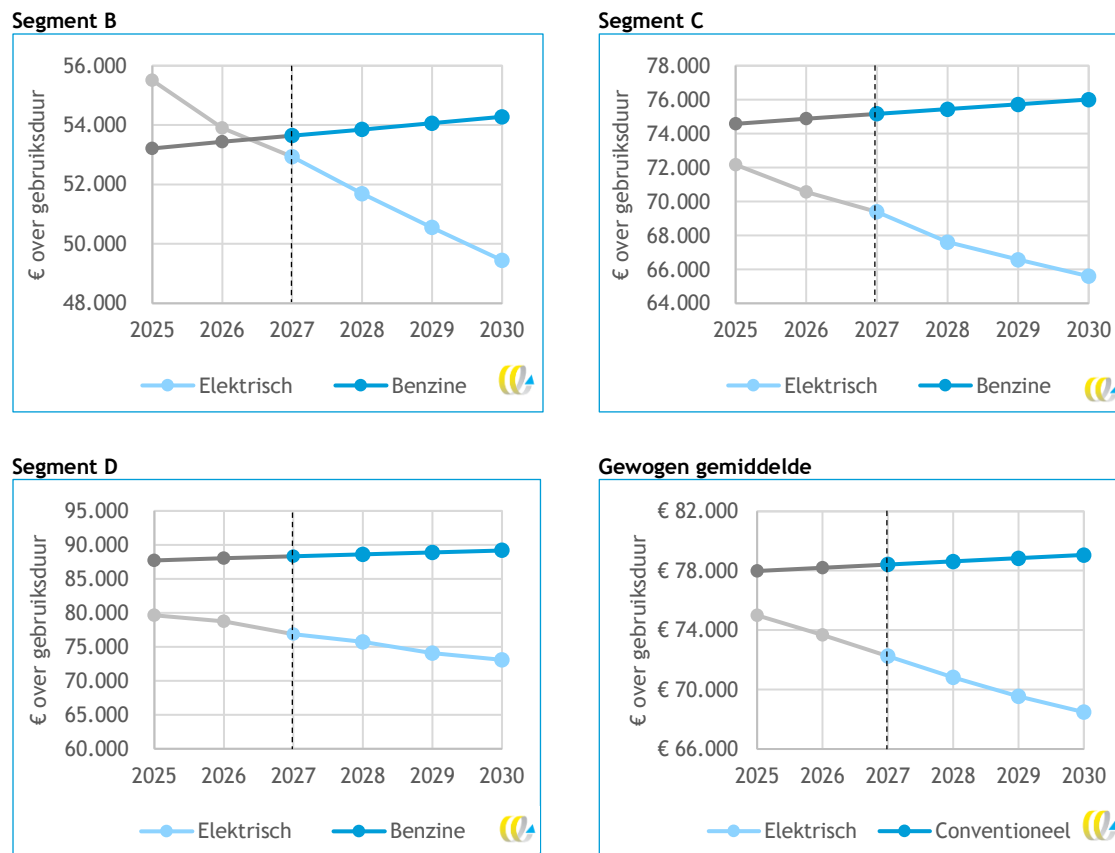 Segment B
€ over gebruiksduur
56.000
54.000
52.000
50.000
48.000
2025 2026 2027 2028 2029 2030
Elektrisch Benzine
Segment C
€ over gebruiksduur
78.000
76.000
74.000
72.000
70.000
68.000
66.000
64.000
2025 2026 2027 2028 2029 2030
Elektrisch Benzine
Segment D
€ over gebruiksduur
95.000
90.000
85.000
80.000
75.000
70.000
65.000
60.000
2025 2026 2027 2028 2029 2030
Elektrisch Benzine
Gewogen gemiddelde
€ over gebruiksduur
€ 82.000
€ 78.000
€ 74.000
€ 70.000
€ 66.000
2025 2026 2027 2028 2029 2030
Elektrisch Conventioneel